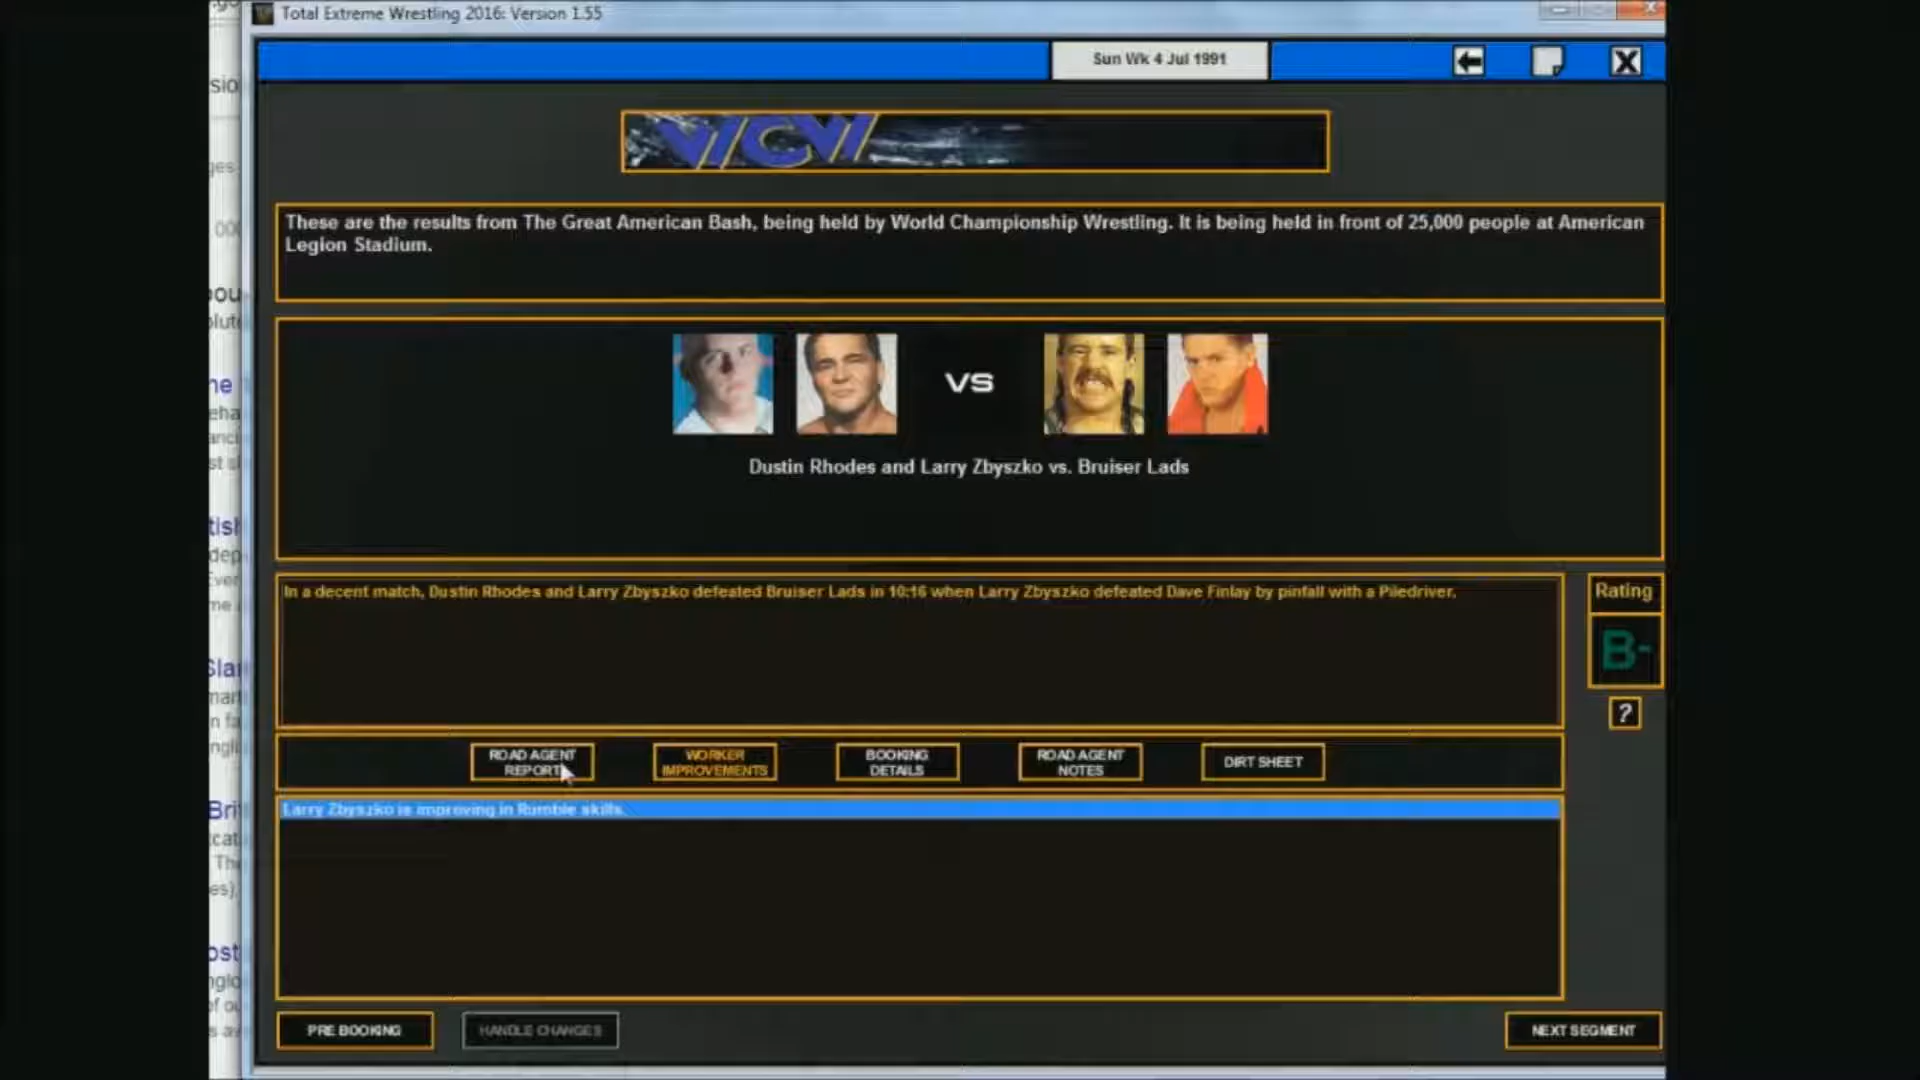 Total Extreme Wrestling 2016: Version 1.55
Sun Wk 4 Jul 1991
WCW
These are the results from The Great American Bash, being held by World Championship Wrestling. It is being held in front of 25,000 people at American
Legion Stadium.
VS
Dustin Rhodes and Larry Zbyszko vs. Bruiser Lads
In a decent match, Dustin Rhodes and Larry Zbyszko defeated Bruiser Lads in 10:16 when Larry Zbyszko defeated Dave Finlay by pinfall with a Piledriver.
Rating
B-
?
ROAD AGENT
REPORT
WORKER
IMPROVEMENTS
BOOKING
DETAILS
ROAD AGENT
NOTES
DIRT SHEET
Larry Zbyszko is improving in Rumble skills.
PRE BOOKING
HANDLE CHANGES
NEXT SEGMENT